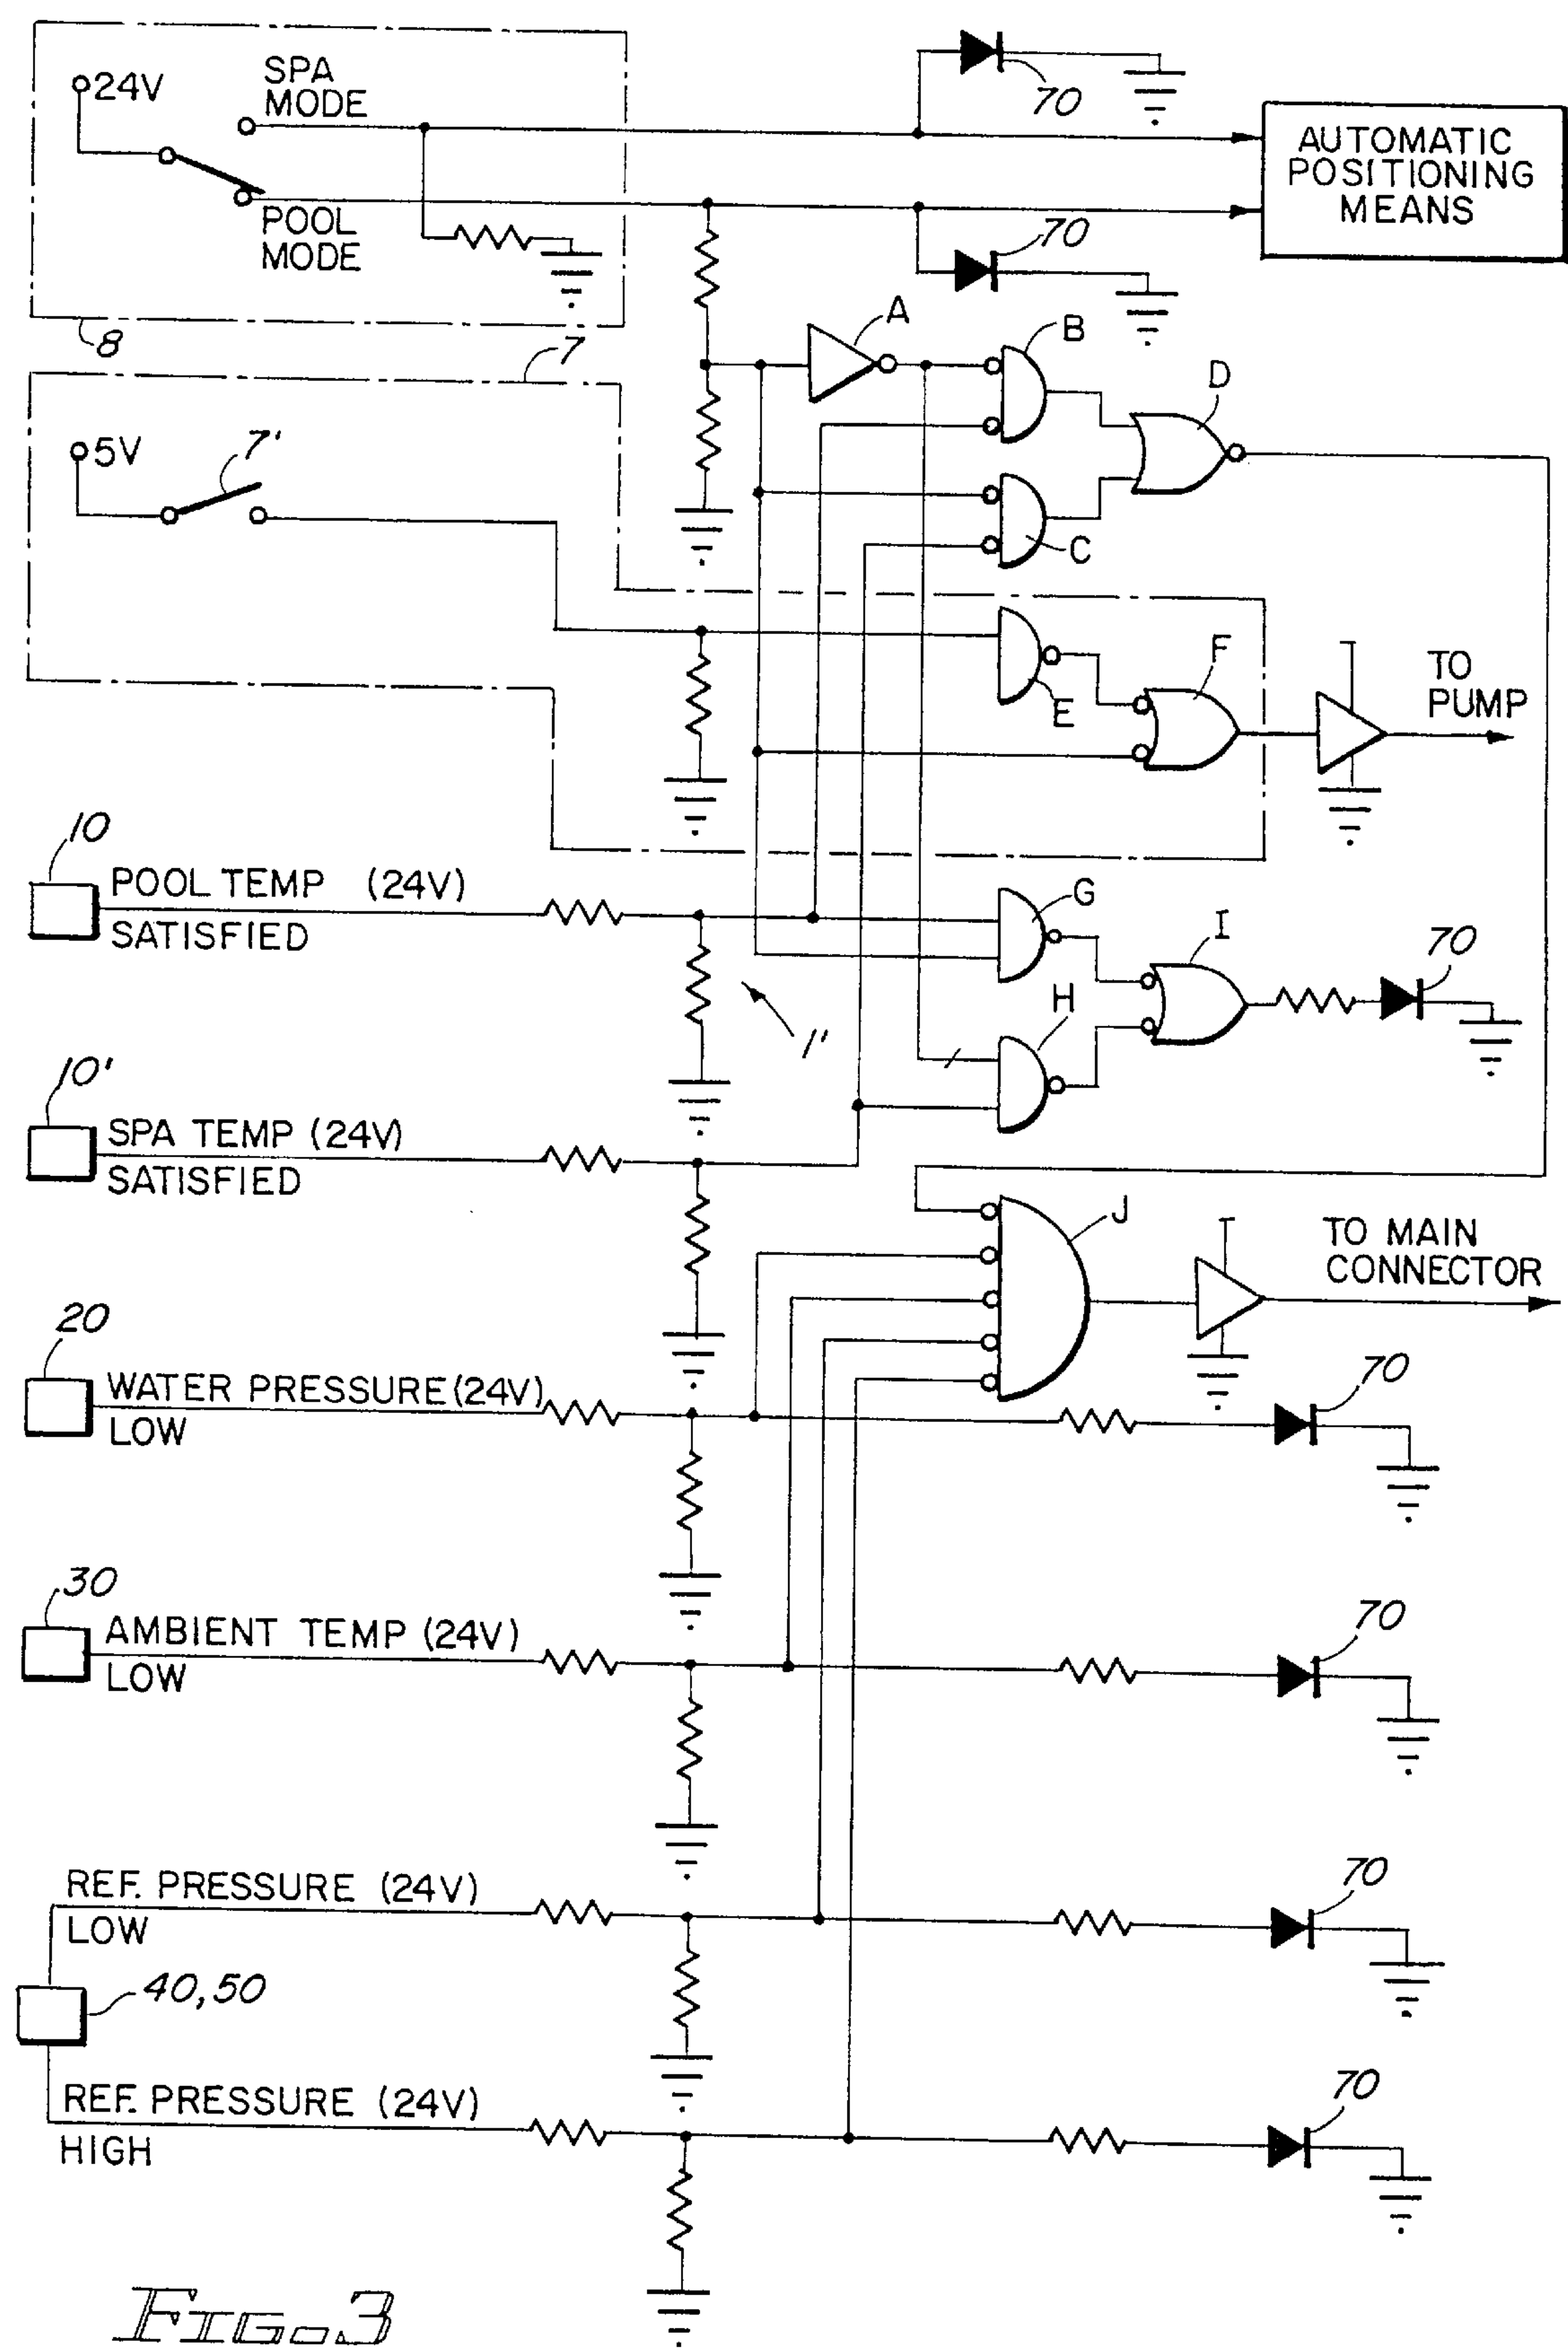 24V
SPA
MODE
70
AUTOMATIC
POSITIONING
MEANS
POOL
MODE
70
8
7
A
B
D
5V
7'
C
E
F
TO
PUMP
10
POOL TEMP (24V)
SATISFIED
G
I
70
H
1'
10'
SPA TEMP (24V)
SATISFIED
J
TO MAIN
CONNECTOR
20
WATER PRESSURE (24V)
LOW
70
30
AMBIENT TEMP (24V)
LOW
70
REF. PRESSURE (24V)
LOW
70
40,50
REF. PRESSURE (24V)
HIGH
70
FIG. 3